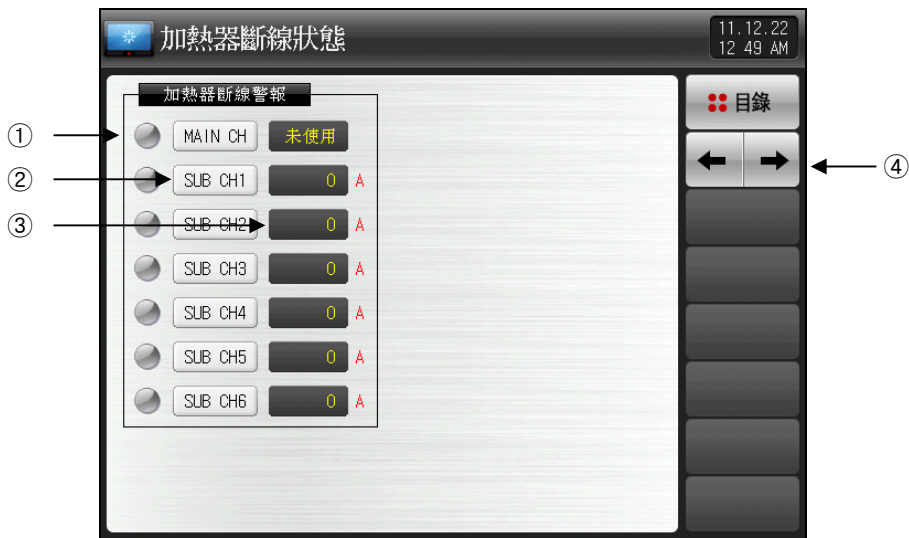 加熱器斷線狀態
11.12.22
12 49 AM
加熱器斷線警報
目錄
① MAIN CH 未使用
② SUB CH1 0 A
③ SUB CH2 0 A
SUB CH3 0 A
SUB CH4 0 A
SUB CH5 0 A
SUB CH6 0 A
④